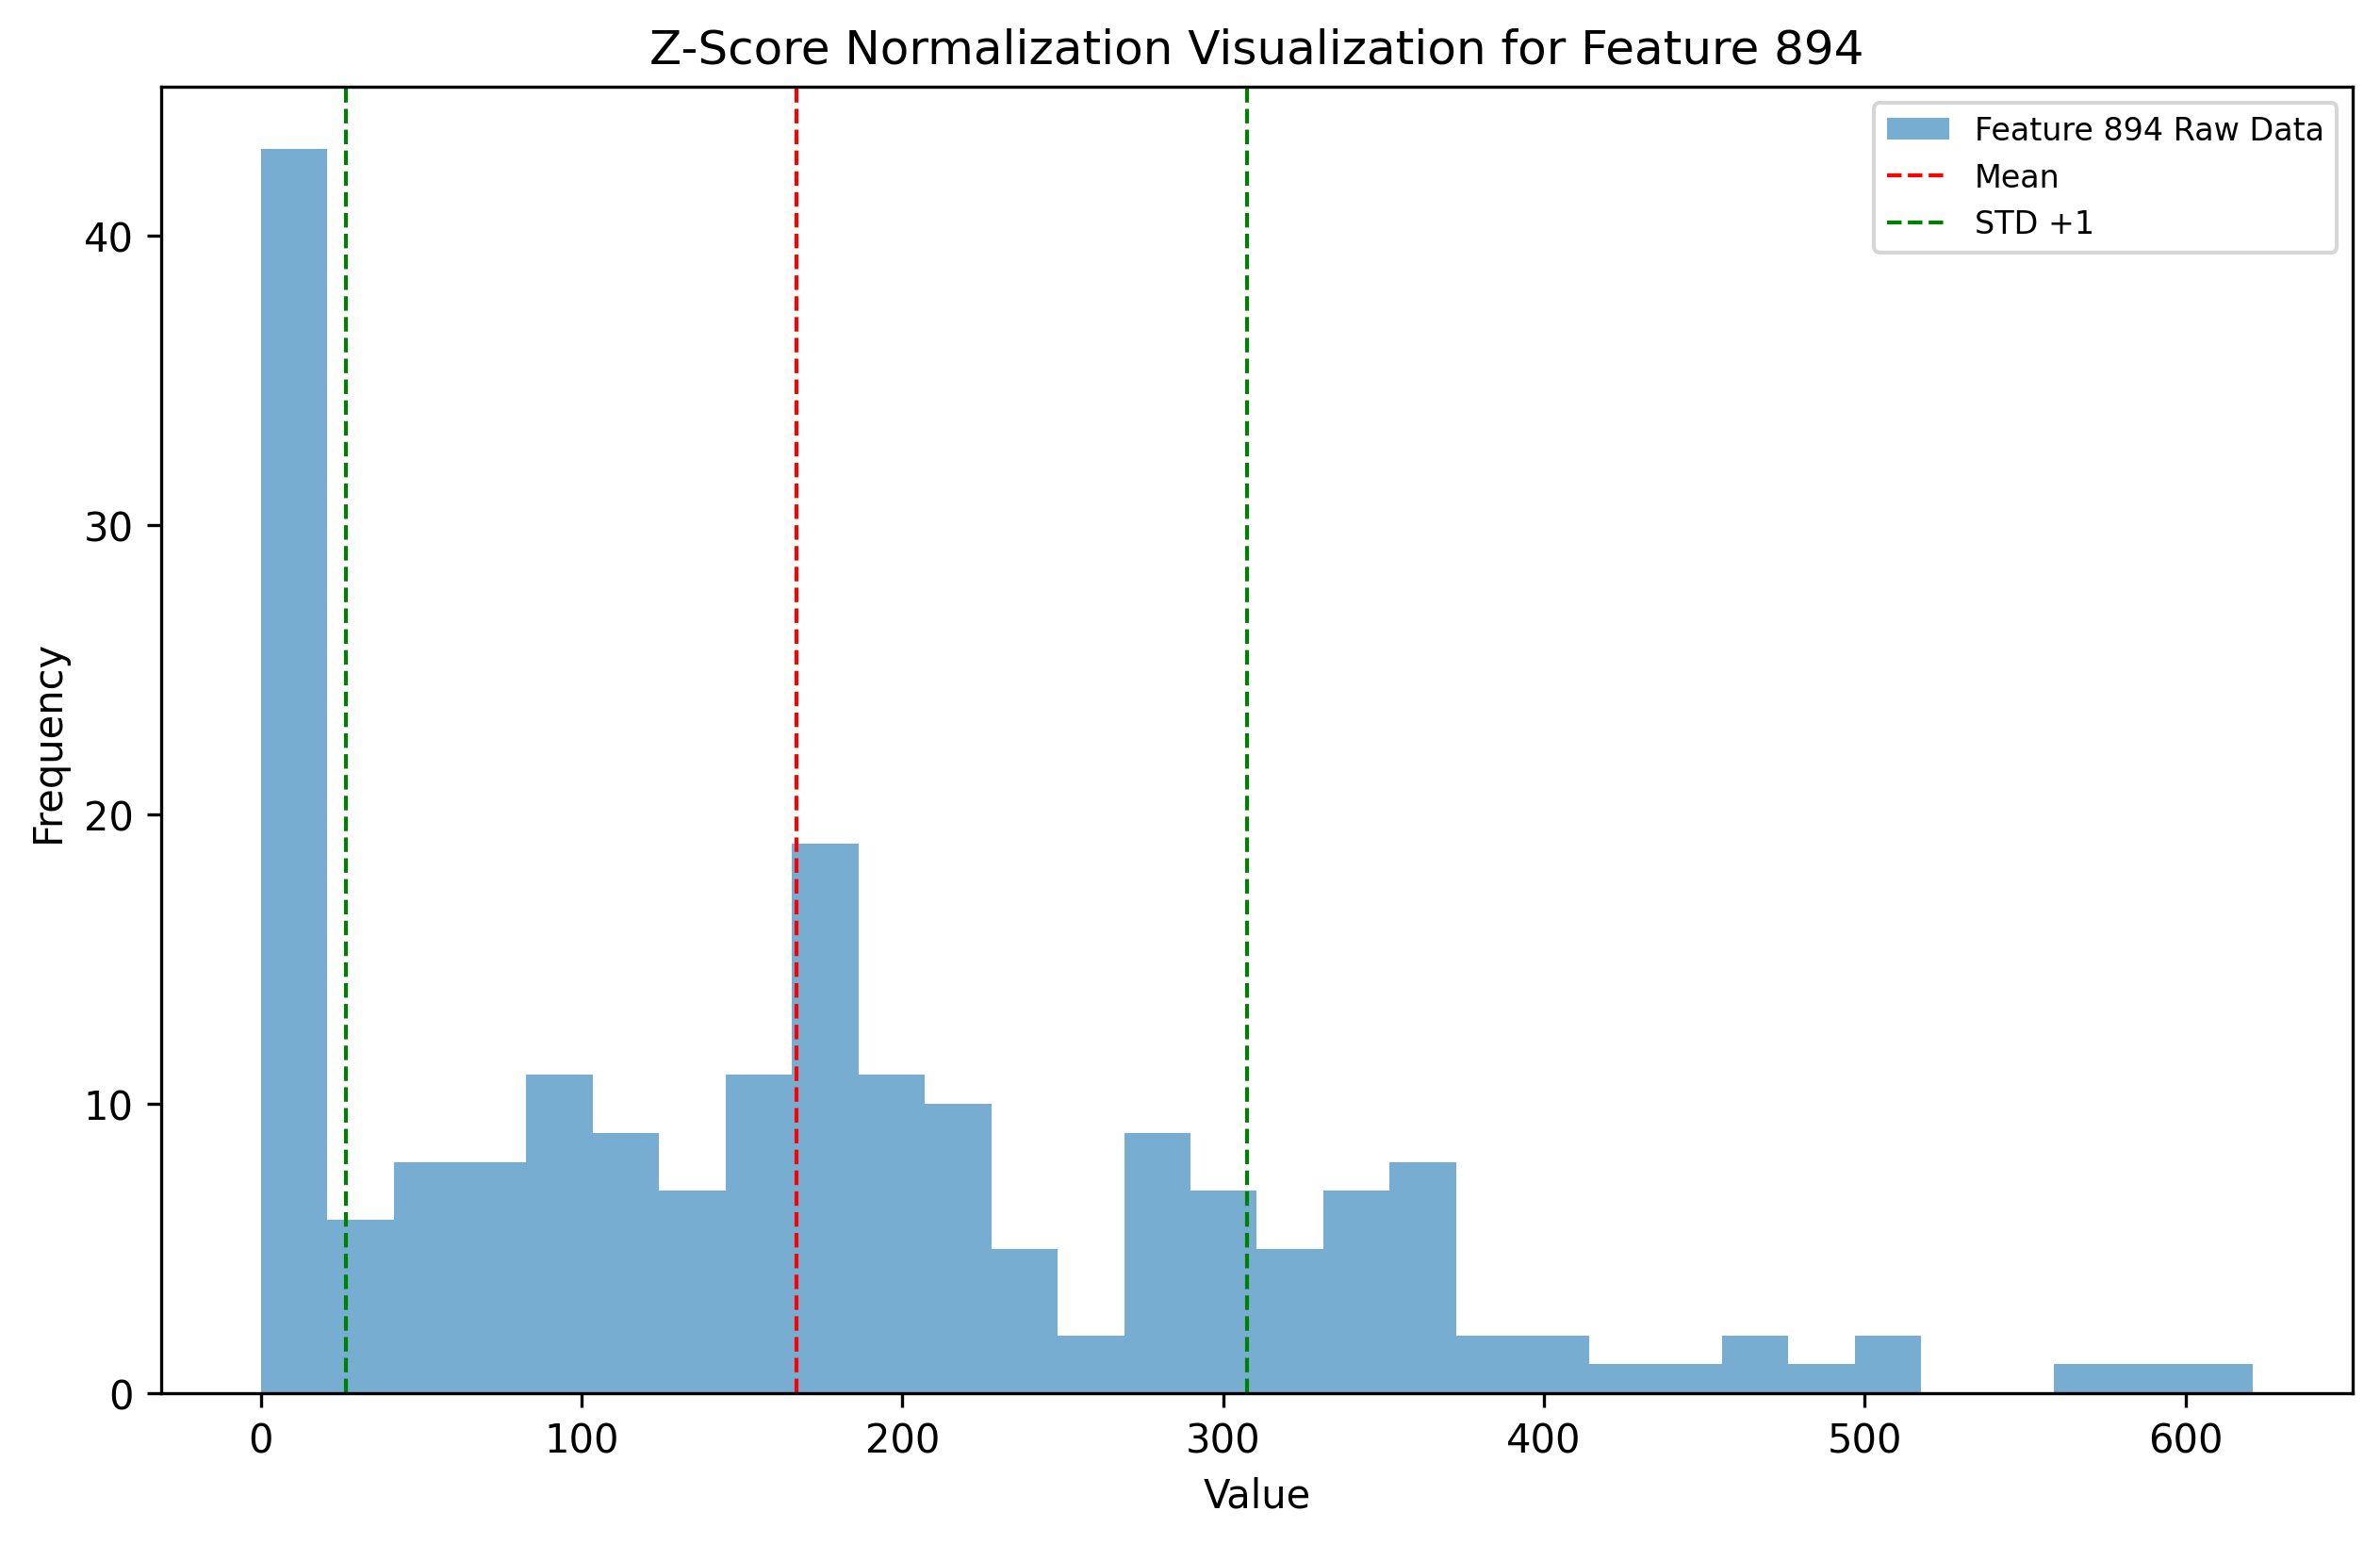 Z-Score Normalization Visualization for Feature 894
Feature 894 Raw Data
Mean
STD +1
Frequency
40
30
20
10
0
0 100 200 300 400 500 600
Value